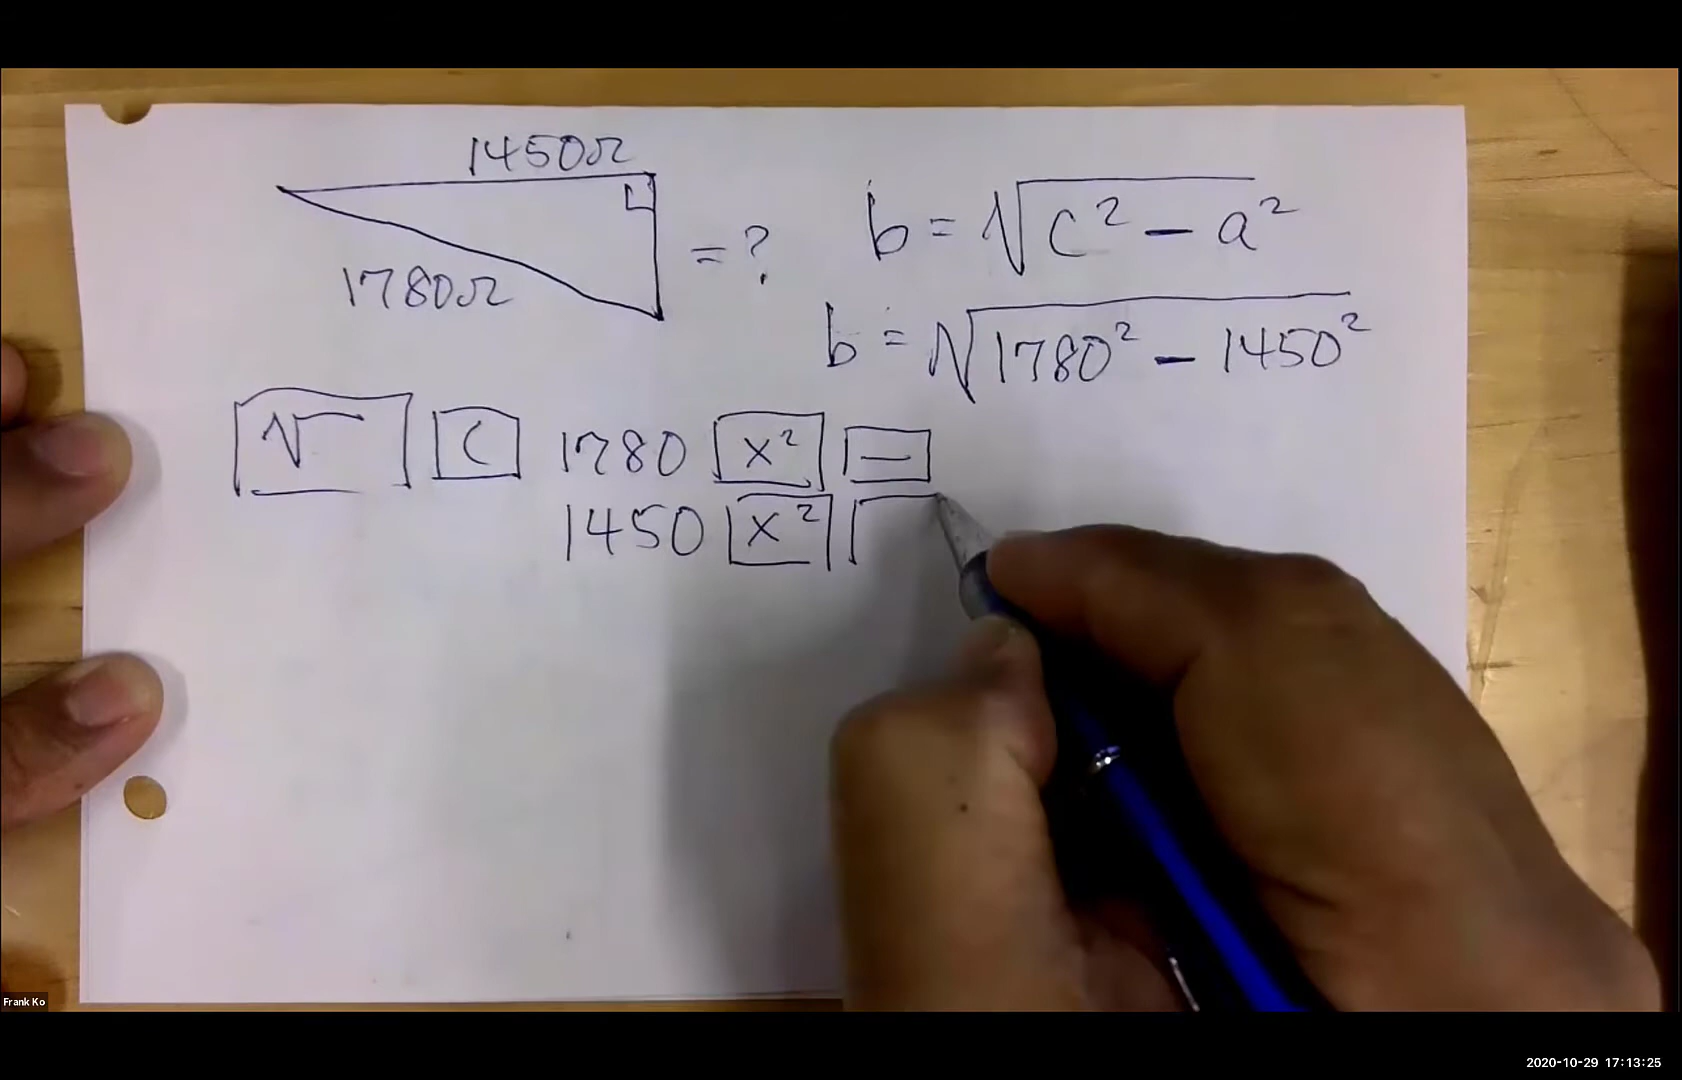 1450Ω
= ?
1780Ω
b = √c² - a²
b = √1780² - 1450²
√ ( 1780 x² -
1450 x²
Frank Ko
2020-10-29 17:13:25